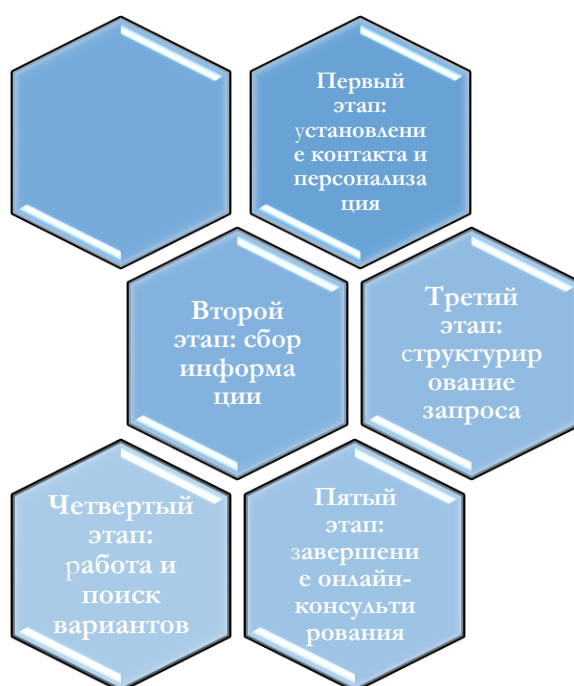 Первый
этап:
установлени
е контакта и
персонализа
ция
Второй
этап: сбор
информа
ции
Третий
этап:
структурир
ование
запроса
Четвертый
этап:
работа и
поиск
вариантов
Пятый
этап:
завершени
е онлайн-
консульти
рования